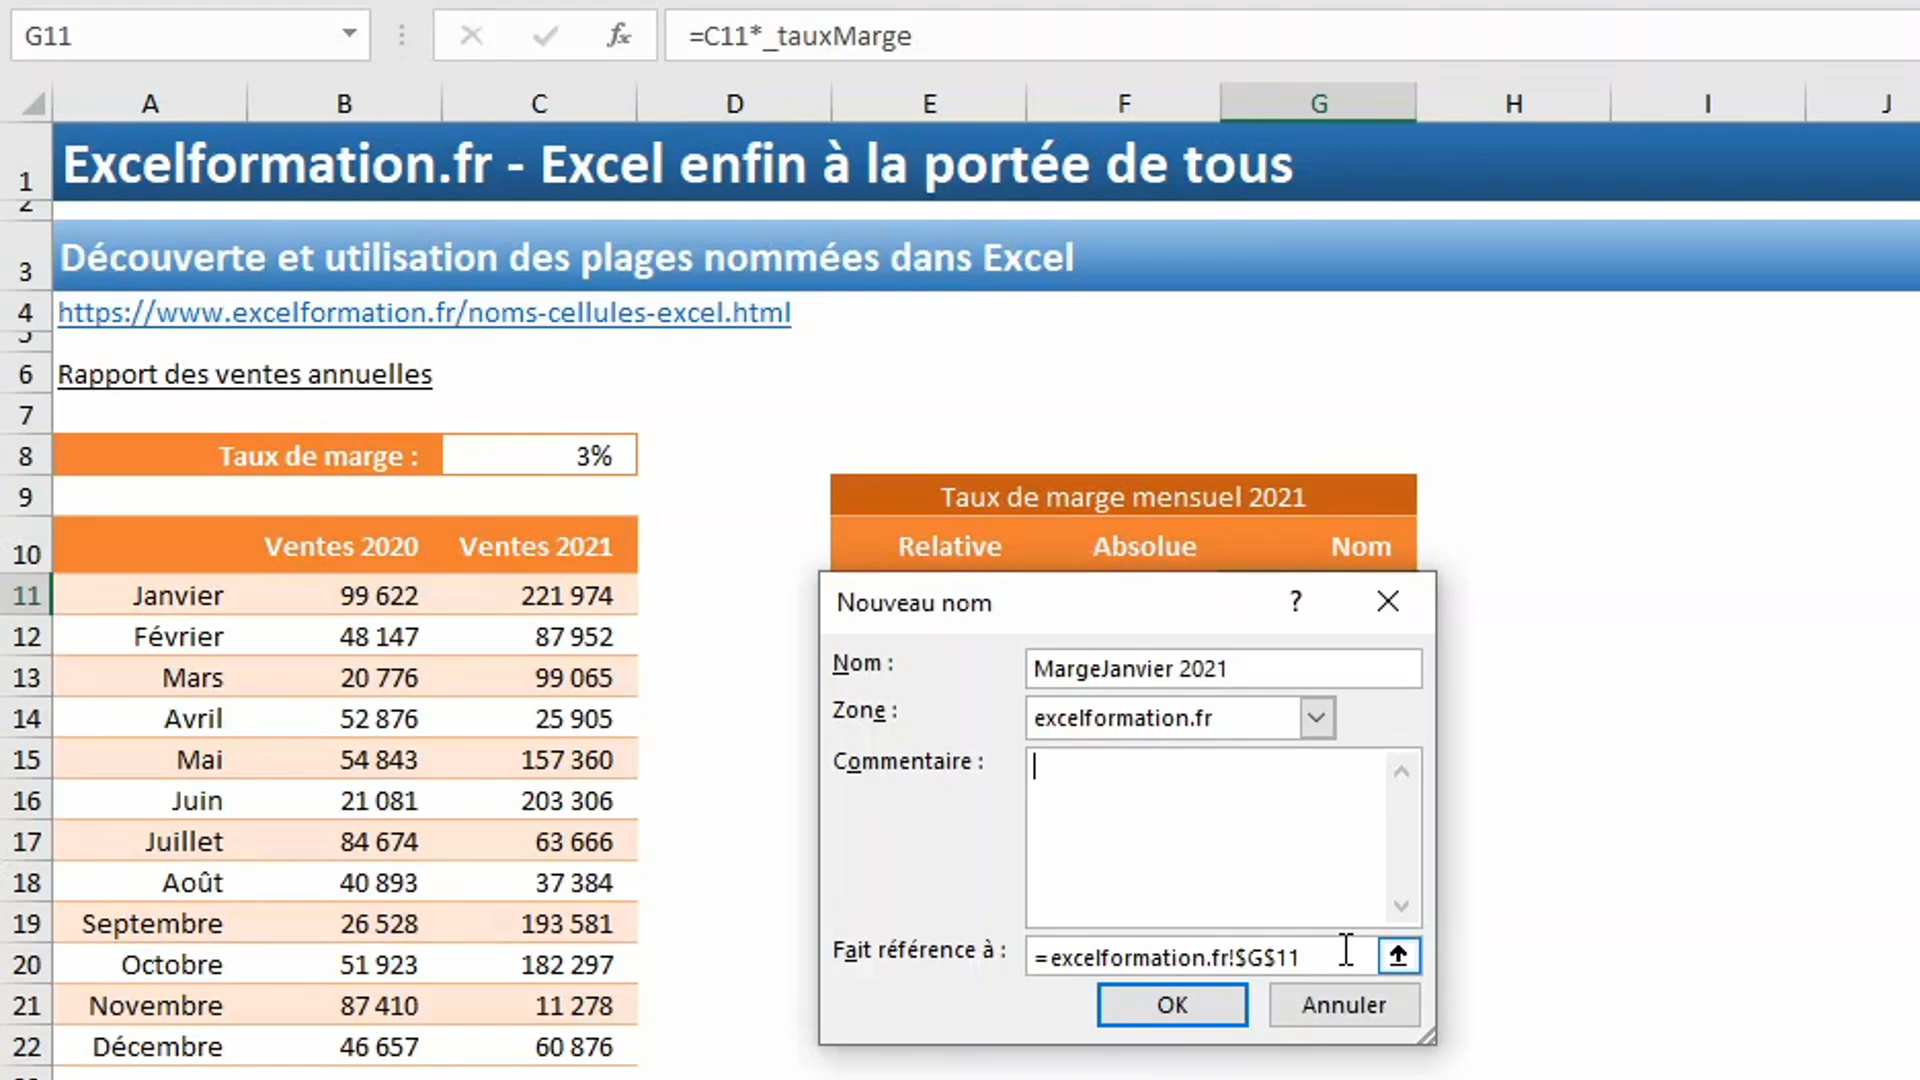 G11
fx
=C11*_tauxMarge
A B C D E F G H I J
1 Excelformation.fr - Excel enfin à la portée de tous
2
3 Découverte et utilisation des plages nommées dans Excel
4 https://www.excelformation.fr/noms-cellules-excel.html
5
6 Rapport des ventes annuelles
7
8 Taux de marge : 3%
9 Taux de marge mensuel 2021
10 Ventes 2020 Ventes 2021 Relative Absolue Nom
11 Janvier 99 622 221 974
12 Février 48 147 87 952
13 Mars 20 776 99 065
14 Avril 52 876 25 905
15 Mai 54 843 157 360
16 Juin 21 081 203 306
17 Juillet 84 674 63 666
18 Août 40 893 37 384
19 Septembre 26 528 193 581
20 Octobre 51 923 182 297
21 Novembre 87 410 11 278
22 Décembre 46 657 60 876
Nouveau nom ?
Nom : MargeJanvier 2021
Zone : excelformation.fr
Commentaire :
Fait référence à : =excelformation.fr!$G$11
OK Annuler